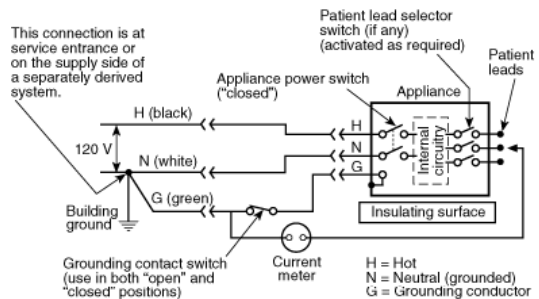 This connection is at
service entrance or
on the supply side of
a separately derived
system.
Patient lead selector
switch (if any)
(activated as required)
Patient
leads
Appliance power switch
("closed")
Appliance
H (black)
H
120 V
N (white)
N
Internal
circuitry
G (green)
G
Building
ground
Insulating surface
Grounding contact switch
(use in both "open" and
"closed" positions)
Current
meter
H = Hot
N = Neutral (grounded)
G = Grounding conductor